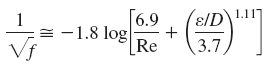 1/√f ≅ −1.8 log[6.9/Re + ((ε/D)/3.7)^1.11]